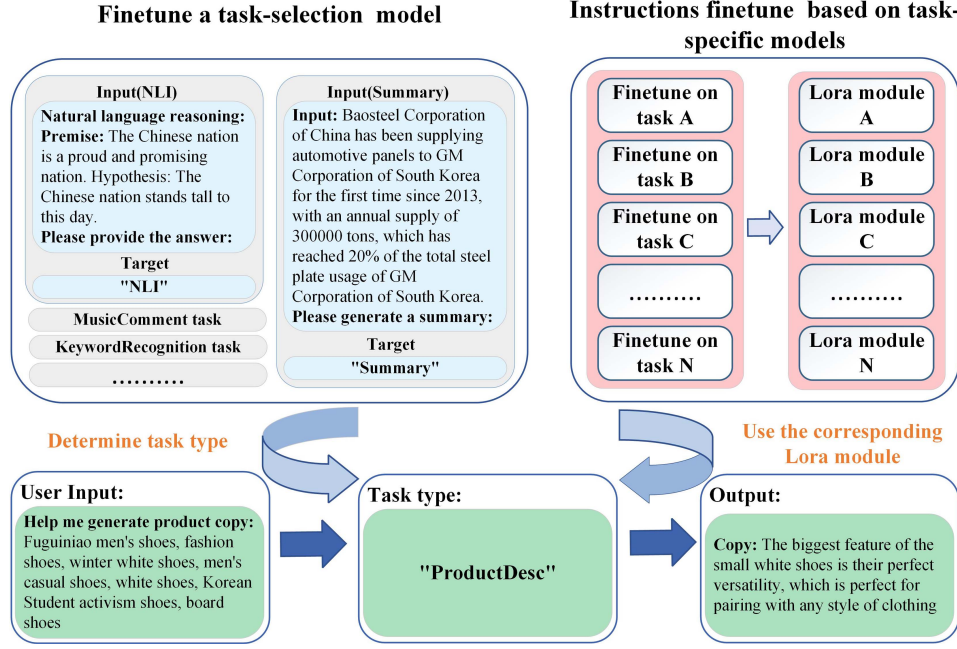 Finetune a task-selection model
Input(NLI)
Natural language reasoning:
Premise: The Chinese nation
is a proud and promising
nation. Hypothesis: The
Chinese nation stands tall to
this day.
Please provide the answer:
Target
"NLI"
MusicComment task
KeywordRecognition task
..........
Input(Summary)
Input: Baosteel Corporation
of China has been supplying
automotive panels to GM
Corporation of South Korea
for the first time since 2013,
with an annual supply of
300000 tons, which has
reached 20% of the total steel
plate usage of GM
Corporation of South Korea.
Please generate a summary:
Target
"Summary"
Instructions finetune based on task-
specific models
Finetune on
task A
Finetune on
task B
Finetune on
task C
..........
Finetune on
task N
Lora module
A
Lora module
B
Lora module
C
..........
Lora module
N
Determine task type
Use the corresponding
Lora module
User Input:
Help me generate product copy:
Fuguiniao men's shoes, fashion
shoes, winter white shoes, men's
casual shoes, white shoes, Korean
Student activism shoes, board
shoes
Task type:
"ProductDesc"
Output:
Copy: The biggest feature of the
small white shoes is their perfect
versatility, which is perfect for
pairing with any style of clothing